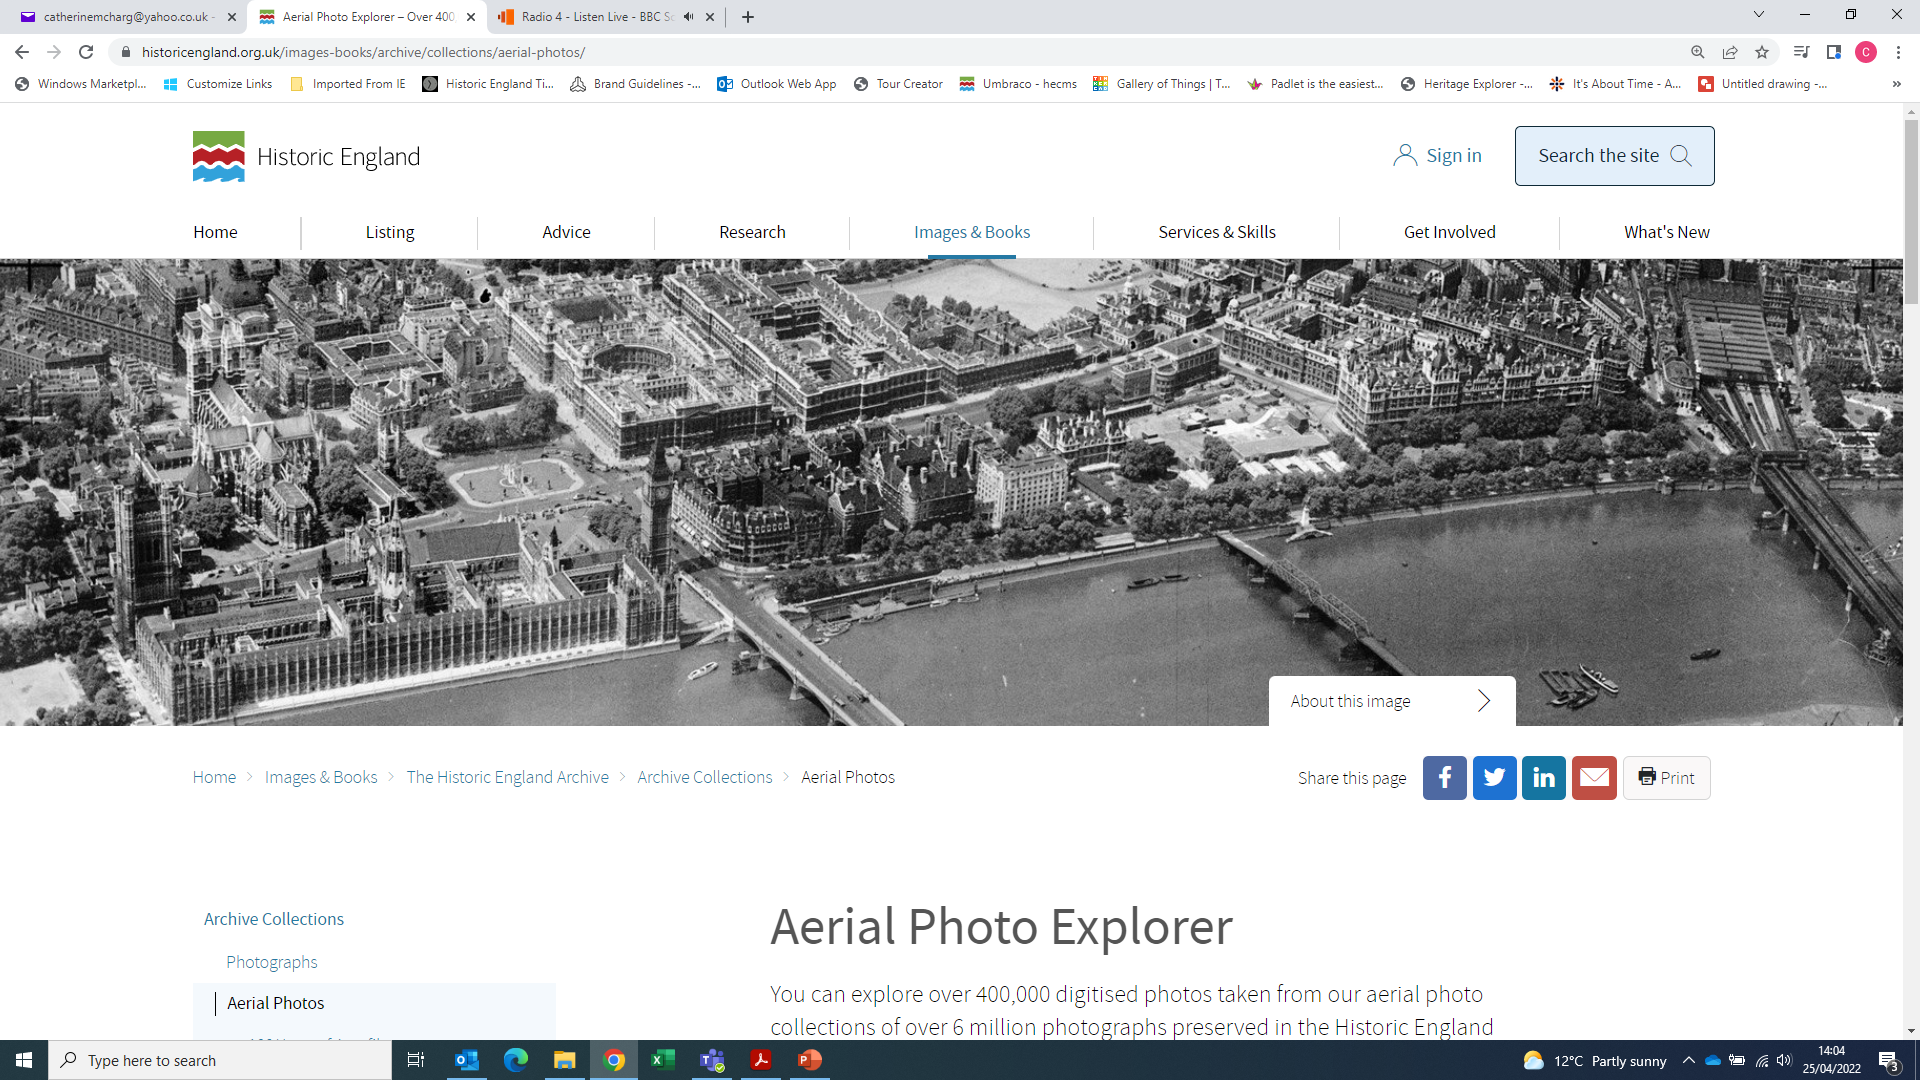 catherinemcharg@yahoo.co.uk -
Aerial Photo Explorer – Over 400,
Radio 4 - Listen Live - BBC So
historicengland.org.uk/images-books/archive/collections/aerial-photos/
C
Windows Marketpl...
Customize Links
Imported From IE
Historic England Ti...
Brand Guidelines -...
Outlook Web App
Tour Creator
Umbraco - hecms
Gallery of Things | T...
Padlet is the easiest...
Heritage Explorer -...
It's About Time - A...
Untitled drawing -...
Historic England
Sign in
Search the site
Home
Listing
Advice
Research
Images & Books
Services & Skills
Get Involved
What's New
About this image
Home > Images & Books > The Historic England Archive > Archive Collections > Aerial Photos
Share this page
Print
Archive Collections
Photographs
Aerial Photos
Aerial Photo Explorer
You can explore over 400,000 digitised photos taken from our aerial photo
collections of over 6 million photographs preserved in the Historic England
Type here to search
12°C Partly sunny
14:04
25/04/2022
3